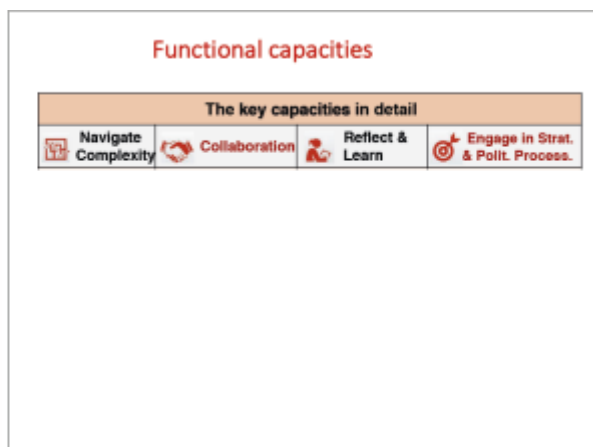 Functional capacities
The key capacities in detail
Navigate
Complexity
Collaboration
Reflect &
Learn
Engage in Strat.
& Polit. Process.